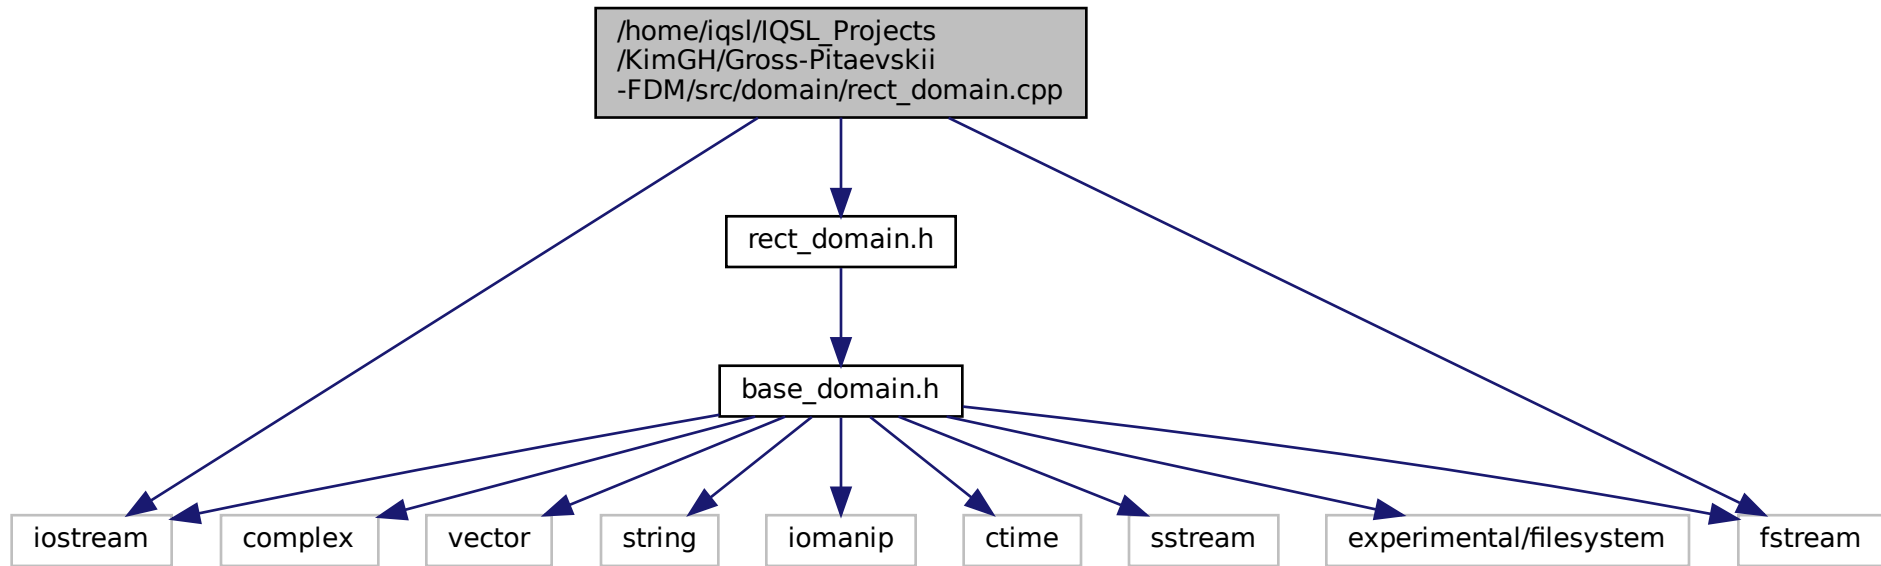 /home/iqsl/IQSL_Projects
/KimGH/Gross-Pitaevskii
-FDM/src/domain/rect_domain.cpp
rect_domain.h
base_domain.h
iostream
complex
vector
string
iomanip
ctime
sstream
experimental/filesystem
fstream